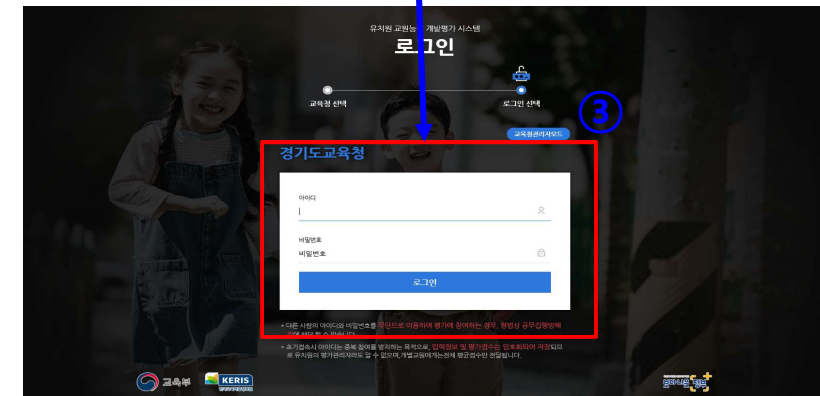 유치원 교원능 개발평가 시스템
로그인
교육청 선택
로그인 선택
③
교육청관리자모드
경기도교육청
아이디
비밀번호
비밀번호
로그인
• 다른 사람의 아이디와 비밀번호를 무단으로 이용하여 평가에 참여하는 경우, 형법상 공무집행방해
• 초기접속시 아이디는 중복 참여를 방지하는 목적으로, 입력정보 및 평가점수는 암호화되어 저장되므
로 유치원의 평가관리자라도 알 수 없으며,개별교원에게는전체 평균점수만 전달됩니다.
교육부
KERIS